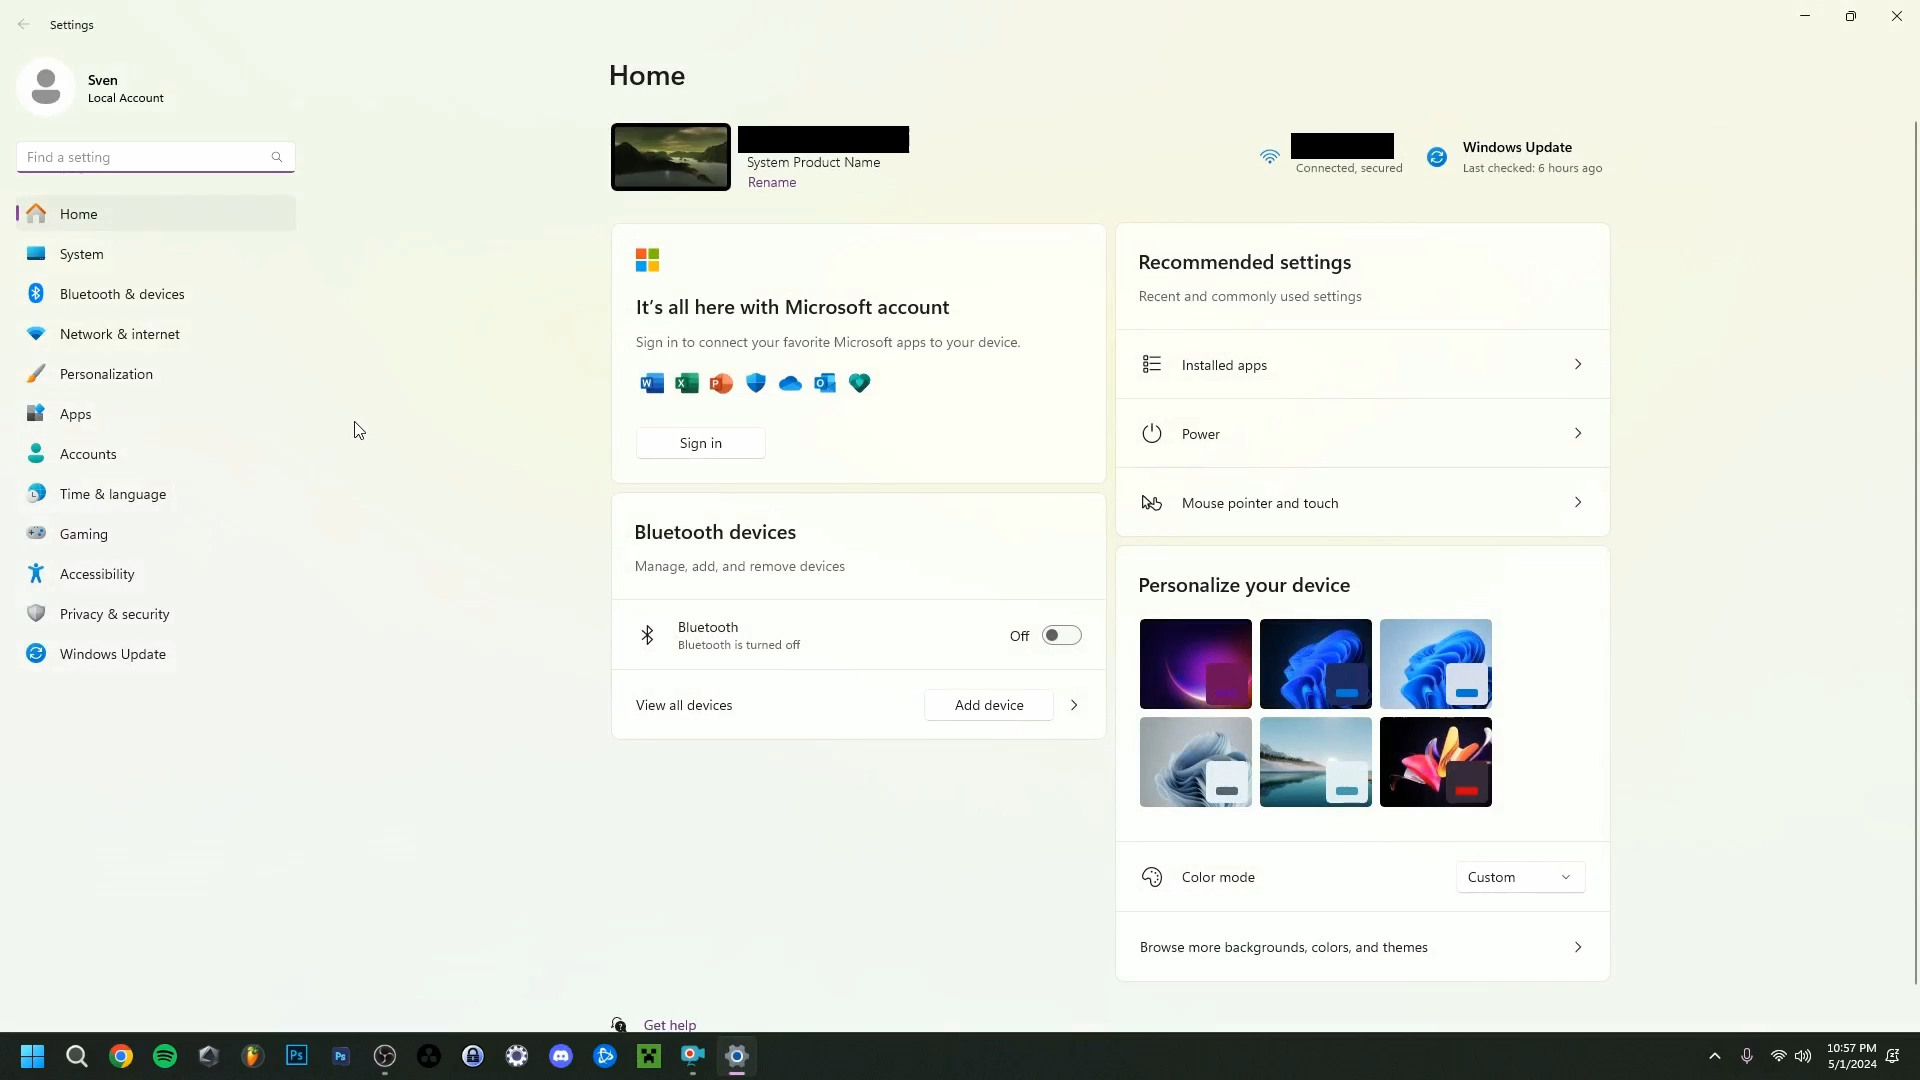 Settings
Sven
Local Account
Find a setting
Home
System
Bluetooth & devices
Network & internet
Personalization
Apps
Accounts
Time & language
Gaming
Accessibility
Privacy & security
Windows Update
Home
System Product Name
Rename
Connected, secured
Windows Update
Last checked: 6 hours ago
It's all here with Microsoft account
Sign in to connect your favorite Microsoft apps to your device.
W X P O
Sign in
Bluetooth devices
Manage, add, and remove devices
Bluetooth
Bluetooth is turned off
Off
View all devices
Add device
Recommended settings
Recent and commonly used settings
Installed apps
Power
Mouse pointer and touch
Personalize your device
Color mode
Custom
Browse more backgrounds, colors, and themes
Get help
Ps
Ps
10:57 PM
5/1/2024